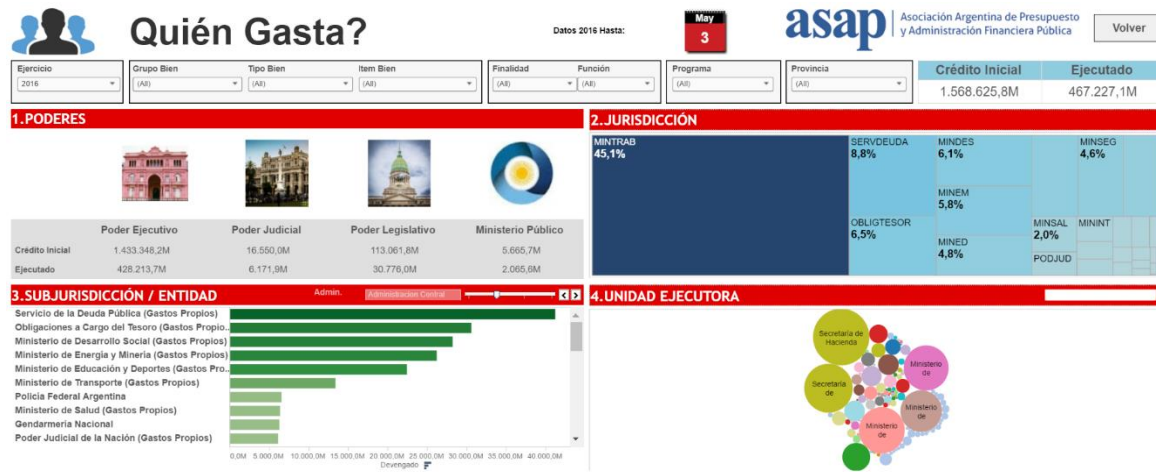 Quién Gasta?
Datos 2016 Hasta:
May
3
asap
Asociación Argentina de Presupuesto
y Administración Financiera Pública
Volver
Ejercicio
2016
Grupo Bien
(All)
Tipo Bien
(All)
Item Bien
(All)
Finalidad
(All)
Función
(All)
Programa
(All)
Provincia
(All)
Crédito Inicial
Ejecutado
1.568.625,8M
467.227,1M
1.PODERES
Poder Ejecutivo
Poder Judicial
Poder Legislativo
Ministerio Público
Crédito Inicial
1.433.348,2M
16.550,0M
113.061,8M
5.665,7M
Ejecutado
428.213,7M
6.171,9M
30.776,0M
2.065,6M
2.JURISDICCIÓN
MINTRAB
45,1%
SERVDEUDA
8,8%
OBLIGTESOR
6,5%
MINDES
6,1%
MINEM
5,8%
MINED
4,8%
MINSEG
4,6%
MINSAL
2,0%
MININT
PODJUD
3.SUBJURISDICCIÓN / ENTIDAD
Admin.
Administracion Central
Servicio de la Deuda Pública (Gastos Propios)
Obligaciones a Cargo del Tesoro (Gastos Propio..
Ministerio de Desarrollo Social (Gastos Propios)
Ministerio de Energia y Mineria (Gastos Propios)
Ministerio de Educación y Deportes (Gastos Pro..
Ministerio de Transporte (Gastos Propios)
Policia Federal Argentina
Ministerio de Salud (Gastos Propios)
Gendarmería Nacional
Poder Judicial de la Nación (Gastos Propios)
0,0M 5.000,0M 10.000,0M 15.000,0M 20.000,0M 25.000,0M 30.000,0M 35.000,0M 40.000,0M
Devengado
4.UNIDAD EJECUTORA
Secretaría de
Hacienda
Ministerio
de
Secretaría
de
Ministerio
de
Ministerio
de